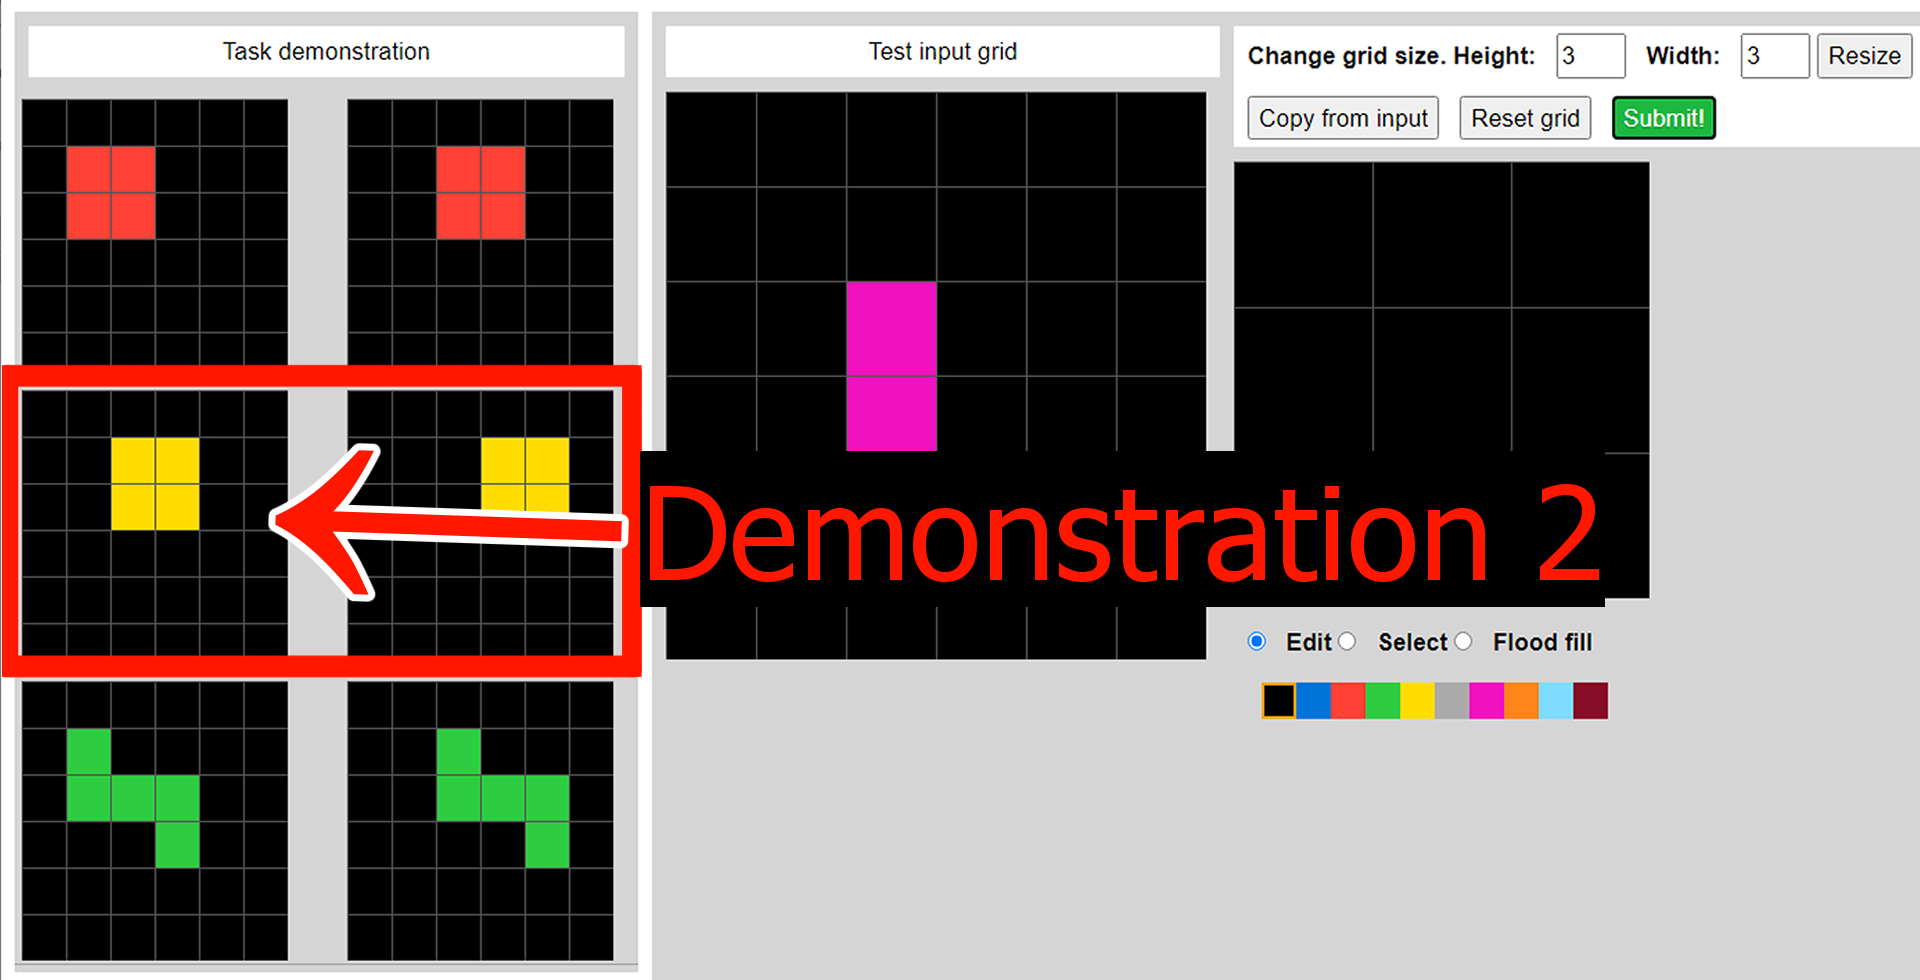 Task demonstration
Test input grid
Change grid size. Height: 3 Width: 3 Resize
Copy from input Reset grid Submit!
Demonstration 2
Edit Select Flood fill